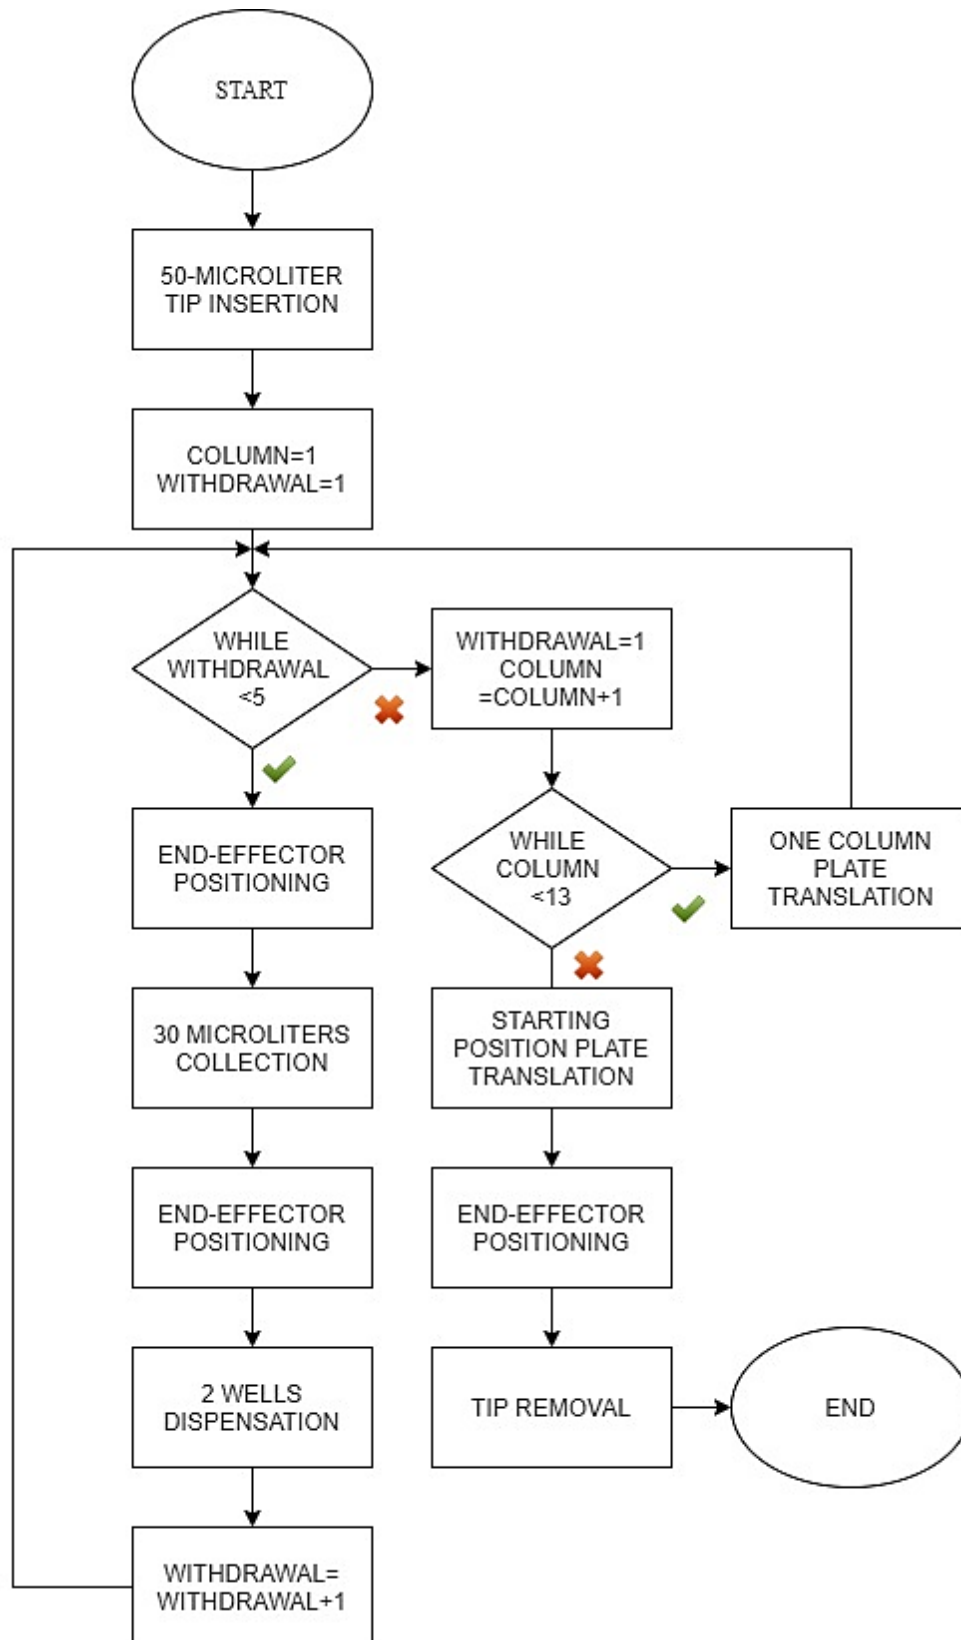 START
50-MICROLITER
TIP INSERTION
COLUMN=1
WITHDRAWAL=1
WHILE
WITHDRAWAL
<5
WITHDRAWAL=1
COLUMN
=COLUMN+1
END-EFFECTOR
POSITIONING
WHILE
COLUMN
<13
ONE COLUMN
PLATE
TRANSLATION
30 MICROLITERS
COLLECTION
STARTING
POSITION PLATE
TRANSLATION
END-EFFECTOR
POSITIONING
END-EFFECTOR
POSITIONING
2 WELLS
DISPENSATION
TIP REMOVAL
END
WITHDRAWAL=
WITHDRAWAL+1